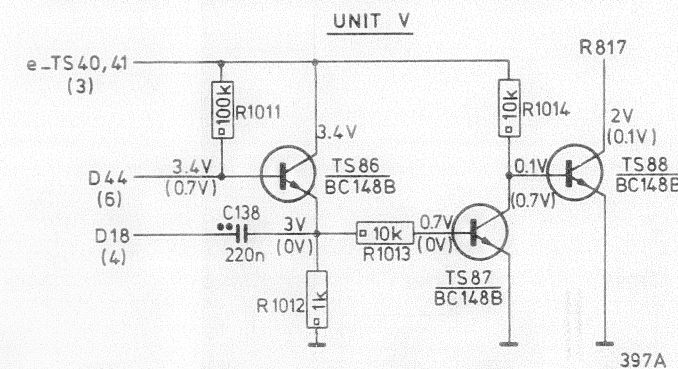 UNIT V
e-TS40,41
(3)
R817
100k
R1011
10k
R1014
3.4V
2V
(0.1V)
D44
(6)
3.4V
(0.7V)
TS86
BC148B
0.1V
(0.7V)
TS88
BC148B
D18
(4)
C138
220n
3V
(0V)
10k
R1013
0.7V
(0V)
TS87
BC148B
R1012
1k
397A